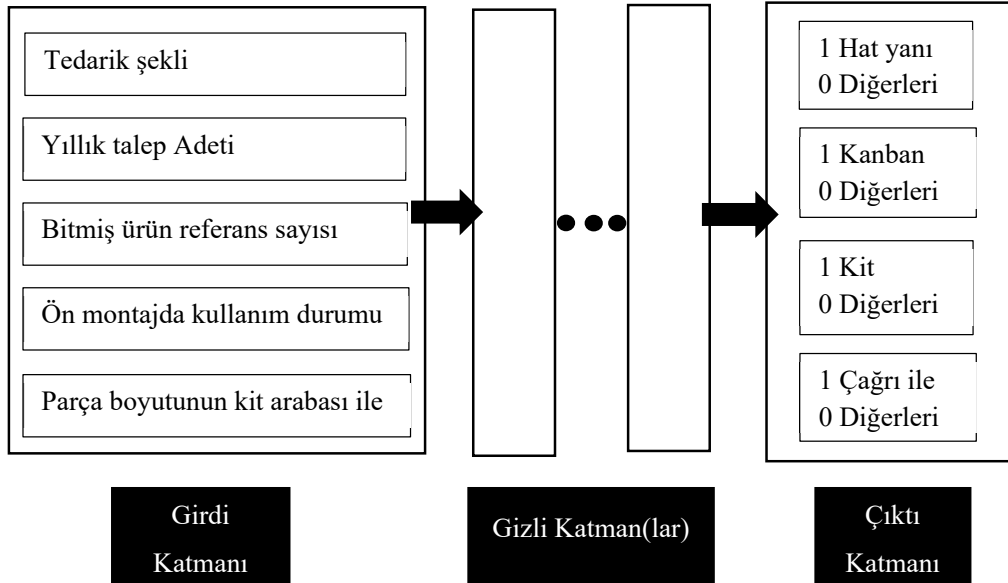 Tedarik şekli
Yıllık talep Adeti
Bitmiş ürün referans sayısı
Ön montajda kullanım durumu
Parça boyutunun kit arabası ile
1 Hat yanı
0 Diğerleri
1 Kanban
0 Diğerleri
1 Kit
0 Diğerleri
1 Çağrı ile
0 Diğerleri
Girdi
Katmanı
Gizli Katman(lar)
Çıktı
Katmanı